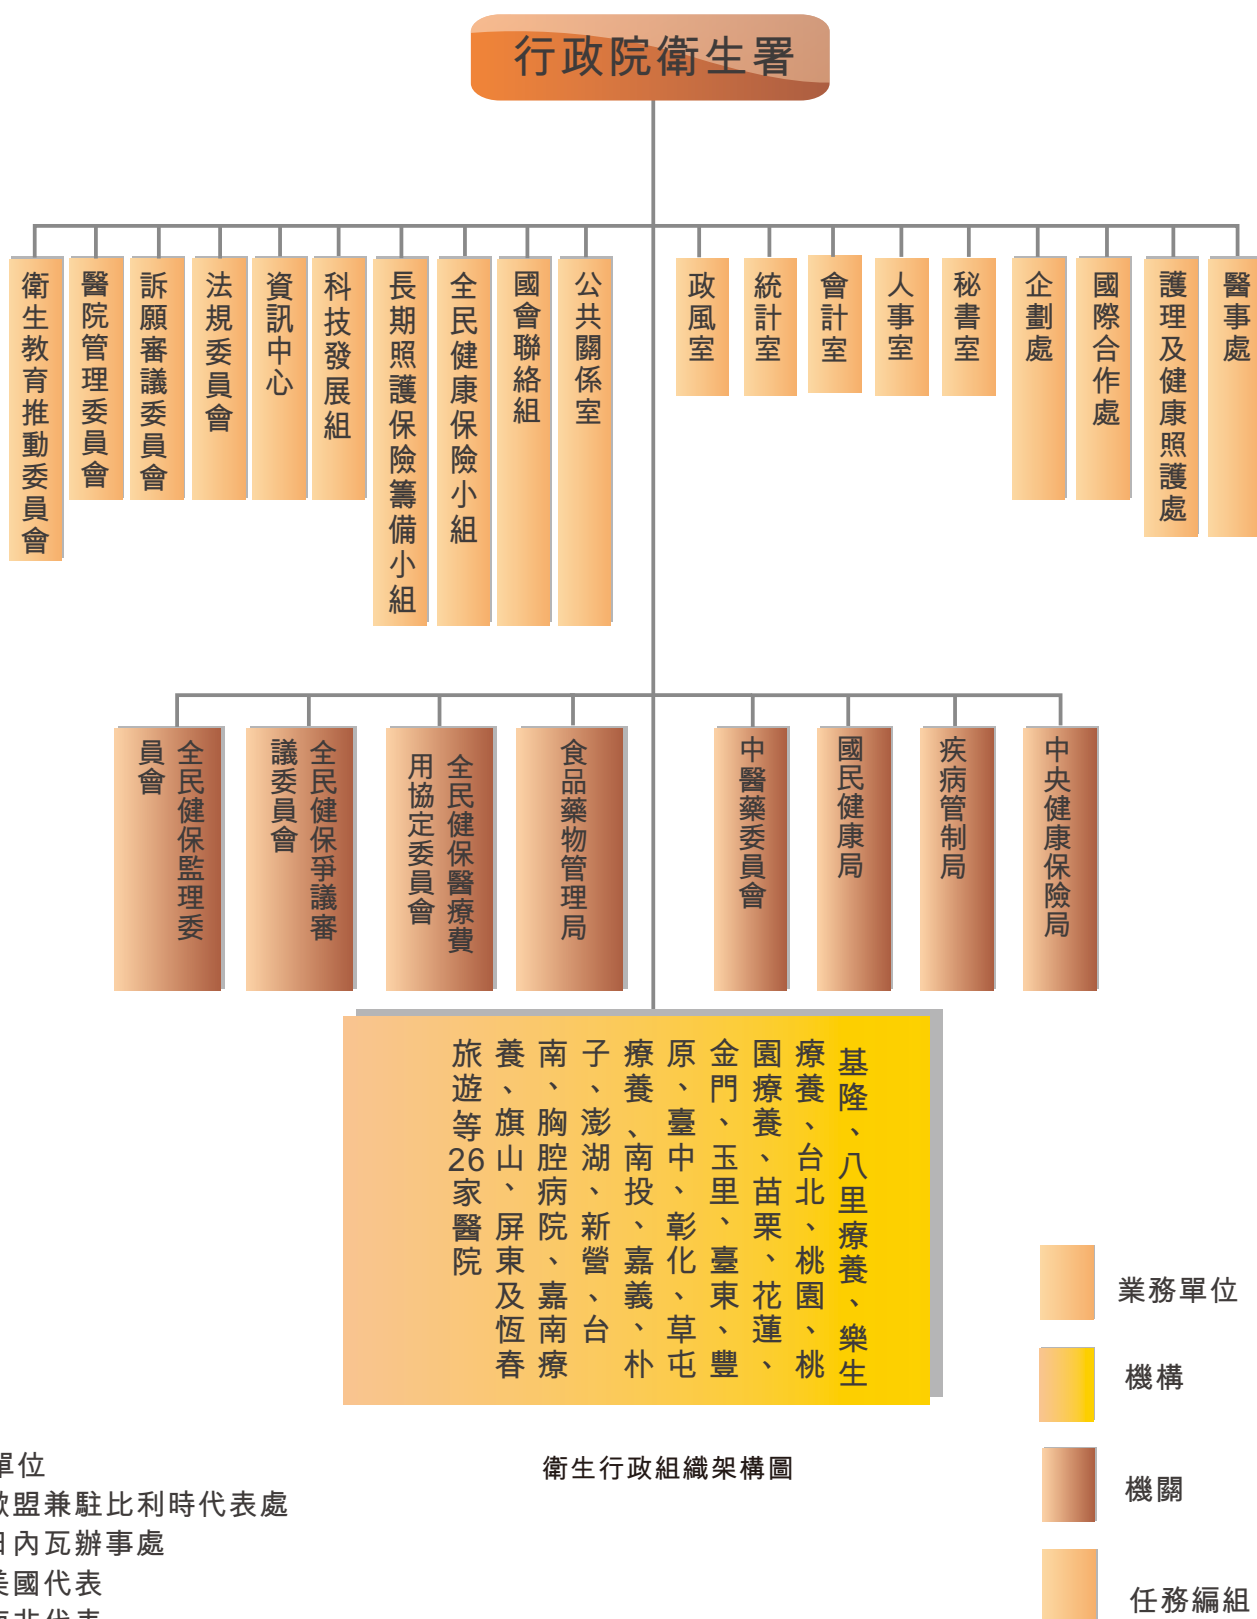 行政院衛生署
衛生教育推動委員會
醫院管理委員會
訴願審議委員會
法規委員會
資訊中心
科技發展組
長期照護保險籌備小組
全民健康保險小組
國會聯絡組
公共關係室
政風室
統計室
會計室
人事室
秘書室
企劃處
國際合作處
護理及健康照護處
醫事處
全民健保監理委
員會
全民健保爭議審
議委員會
全民健保醫療費
用協定委員會
食品藥物管理局
中醫藥委員會
國民健康局
疾病管制局
中央健康保險局
基隆、八里療養、樂生
療養、台北、桃園、桃
園療養、苗栗、花蓮、
金門、玉里、臺東、豐
原、臺中、彰化、草屯
療養、南投、嘉義、朴
子、澎湖、新營、台
南、胸腔病院、嘉南療
養、旗山、屏東及恆春
旅遊等26家醫院
業務單位
機構
機關
任務編組
衛生行政組織架構圖
單位
歐盟兼駐比利時代表處
日內瓦辦事處
美國代表